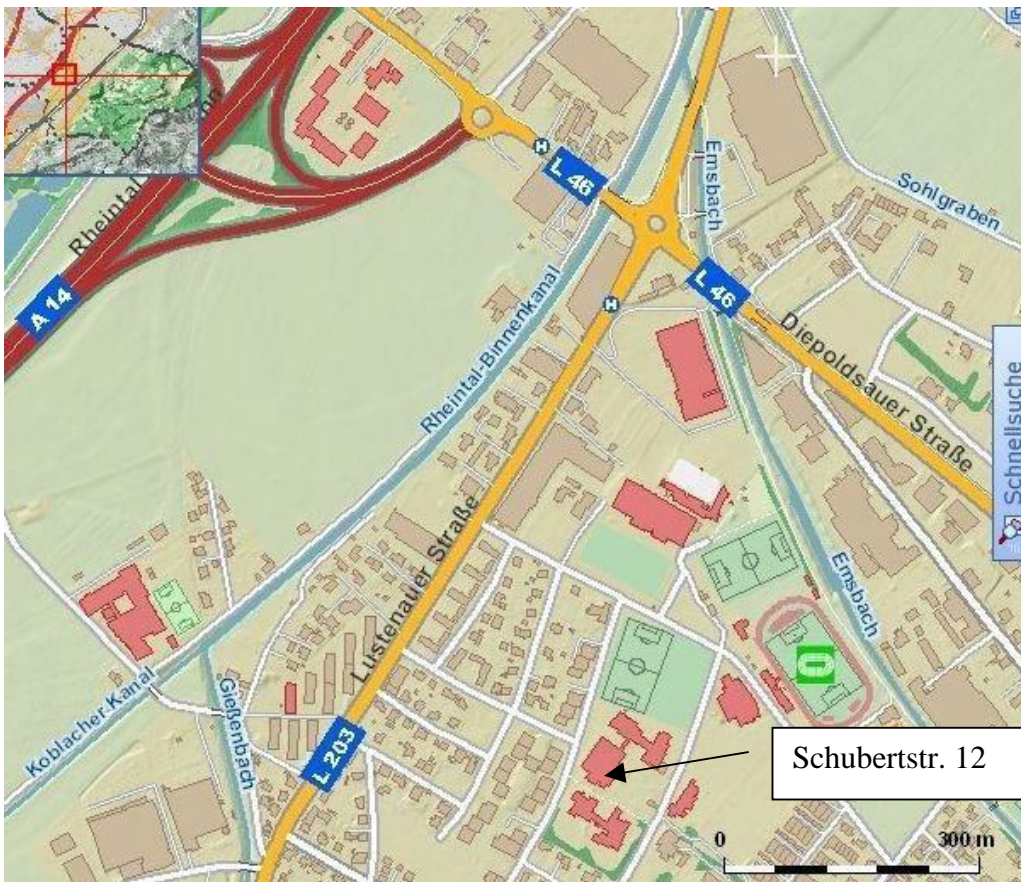 H
L 46
Emsbach
Sohlgraben
Rheintal
A 14
L 46
H
Rheintal-Binnenkanal
Diepoldsauer Straße
Schnellsuche
Lustenauer Straße
Emsbach
Koblacher Kanal
Gießenbach
L 203
Schubertstr. 12
0
300 m